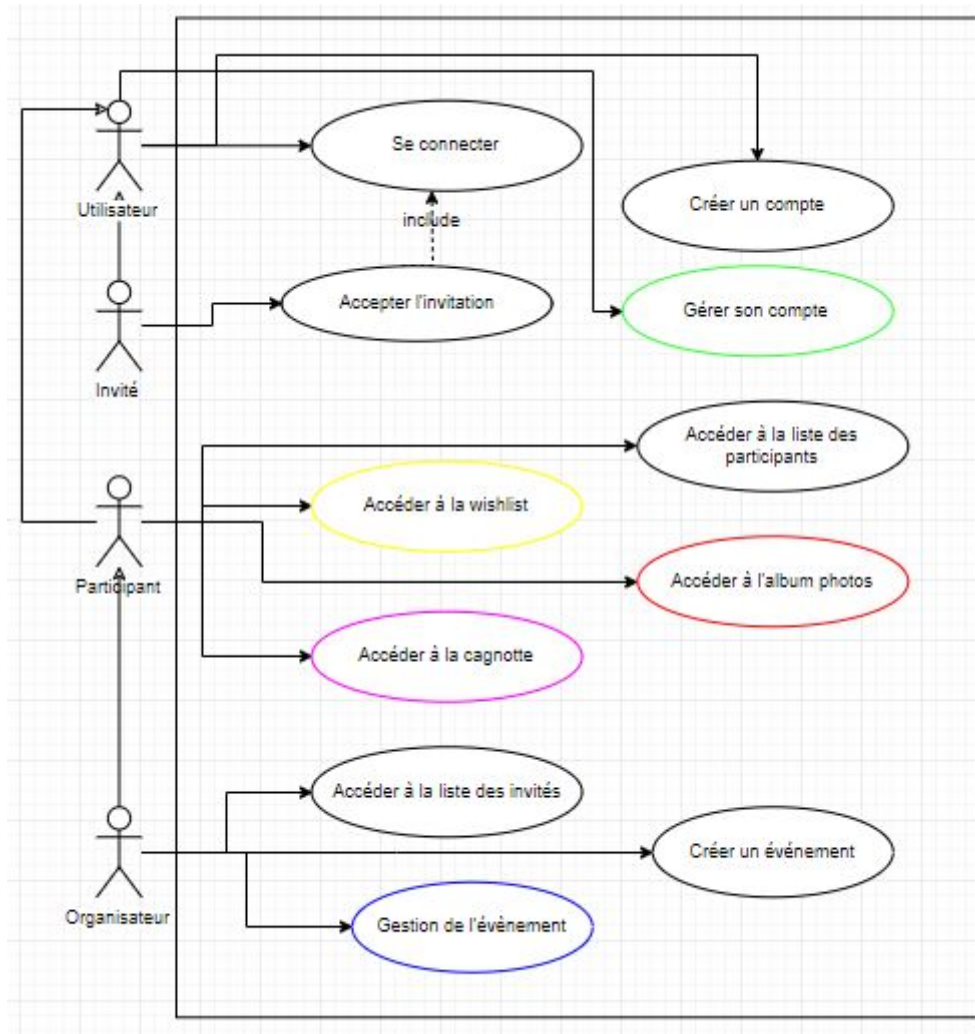 Se connecter
Créer un compte
Utilisateur
include
Accepter l'invitation
Gérer son compte
Invité
Accéder à la liste des
participants
Accéder à la wishlist
Participant
Accéder à l'album photos
Accéder à la cagnotte
Accéder à la liste des invités
Créer un événement
Organisateur
Gestion de l'évènement